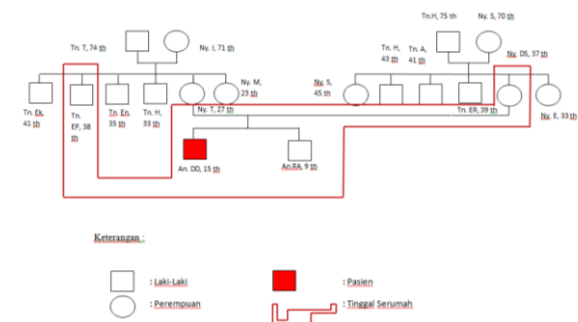 Tn.H, 75 th
Ny. S, 70 th
Tn. T, 74 th
Ny. I, 71 th
Tn. H,
43 th
Tn. A,
41 th
Ny. DS, 37th
Ny. M,
23 th
Ny. S,
45 th
Tn. Ek,
41 th
Tn.
EP, 38
th
Tn. En,
35 th
Tn. H,
33 th
Ny. T, 27 th
Tn. ER, 39 th
Ny. E, 33 th
An. DD, 15 th
An.RA, 9 th
Keterangan :
: Laki-Laki
: Pasien
: Perempuan
: Tinggal Serumah